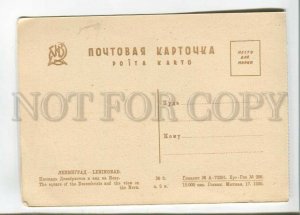 ПОЧТОВАЯ КАРТОЧКА
POŜTA KARTO
МЕСТО
ДЛЯ
МАРКИ
NOT FOR COPY
Куда
Кому
ЛЕНИНГРАД - LENINGRAD.
Площадь Декабристов и вид на Неву.
The square of the Decembrists and the view on
the Neva.